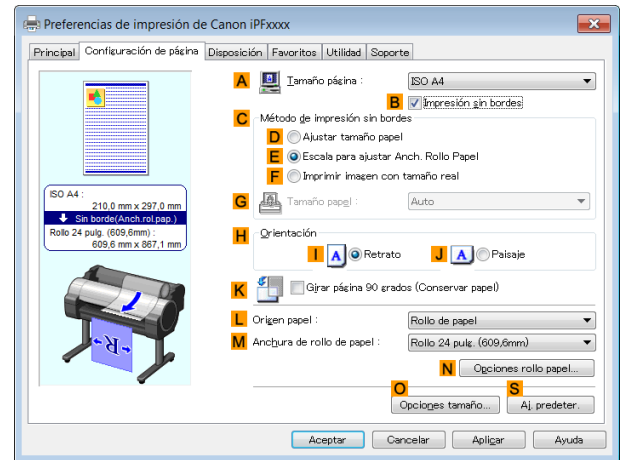 Preferencias de impresión de Canon iPFxxxx
Principal Configuración de página Disposición Favoritos Utilidad Soporte
A Tamaño página : ISO A4
B Impresión sin bordes
C Método de impresión sin bordes
D Ajustar tamaño papel
E Escala para ajustar Anch. Rollo Papel
F Imprimir imagen con tamaño real
ISO A4 :
210,0 mm x 297,0 mm
Sin borde(Anch.rol.pap.)
Rollo 24 pulg. (609,6mm) :
609,6 mm x 867,1 mm
G Tamaño papel : Auto
H Orientación
I A Retrato J A Paisaje
K Girar página 90 grados (Conservar papel)
R
L Origen papel : Rollo de papel
M Anchura de rollo de papel : Rollo 24 pulg. (609,6mm)
N Opciones rollo papel...
O S
Opciones tamaño... Aj. predeter.
Aceptar Cancelar Aplicar Ayuda